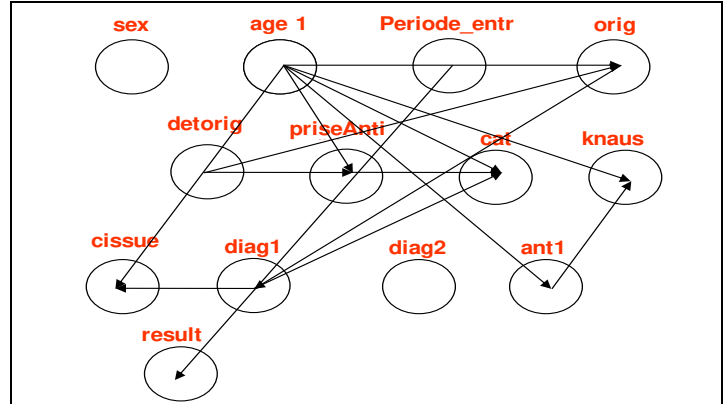 sex age 1 Periode_entr orig
detorig priseAnti cat knaus
cissue diag1 diag2 ant1
result